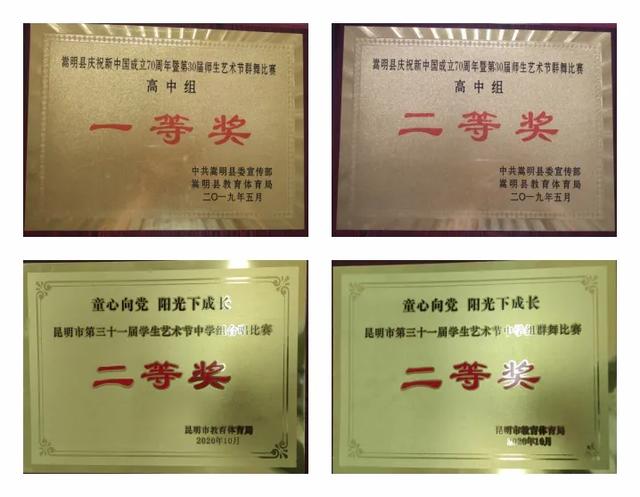 嵩明县庆祝新中国成立70周年暨第30届师生艺术节群舞比赛
高中组
一等奖
中共嵩明县委宣传部
嵩明县教育体育局
二〇一九年五月
嵩明县庆祝新中国成立70周年暨第30届师生艺术节群舞比赛
高中组
二等奖
中共嵩明县委宣传部
嵩明县教育体育局
二〇一九年五月
童心向党 阳光下成长
昆明市第三十一届学生艺术节中学组合唱比赛
二等奖
昆明市教育体育局
2020年10月
童心向党 阳光下成长
昆明市第三十一届学生艺术节中学组群舞比赛
二等奖
昆明市教育体育局
2020年10月